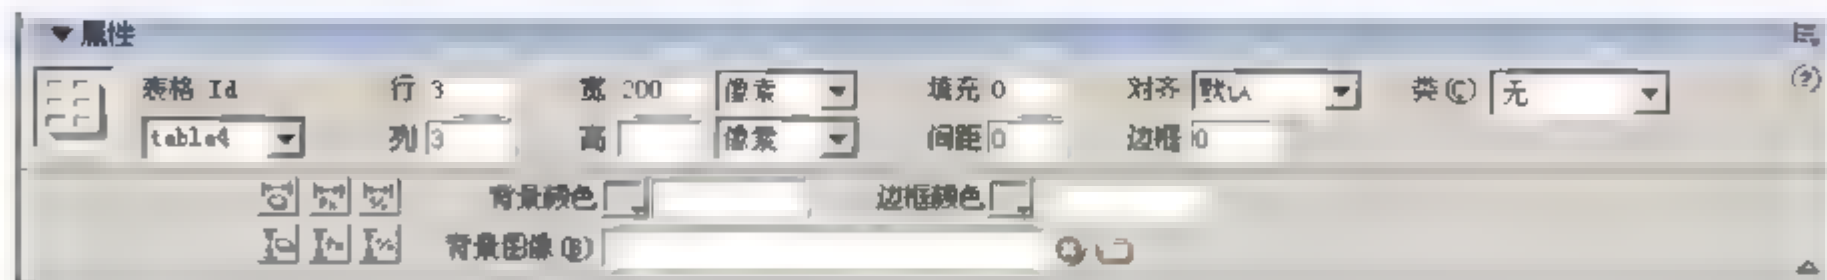 属性
表格 Id 行 3 宽 200 像素 填充 0 对齐 默认 类(C) 无
table4 列 3 高 像素 间距 0 边框 0
背景颜色 边框颜色
背景图像(B)